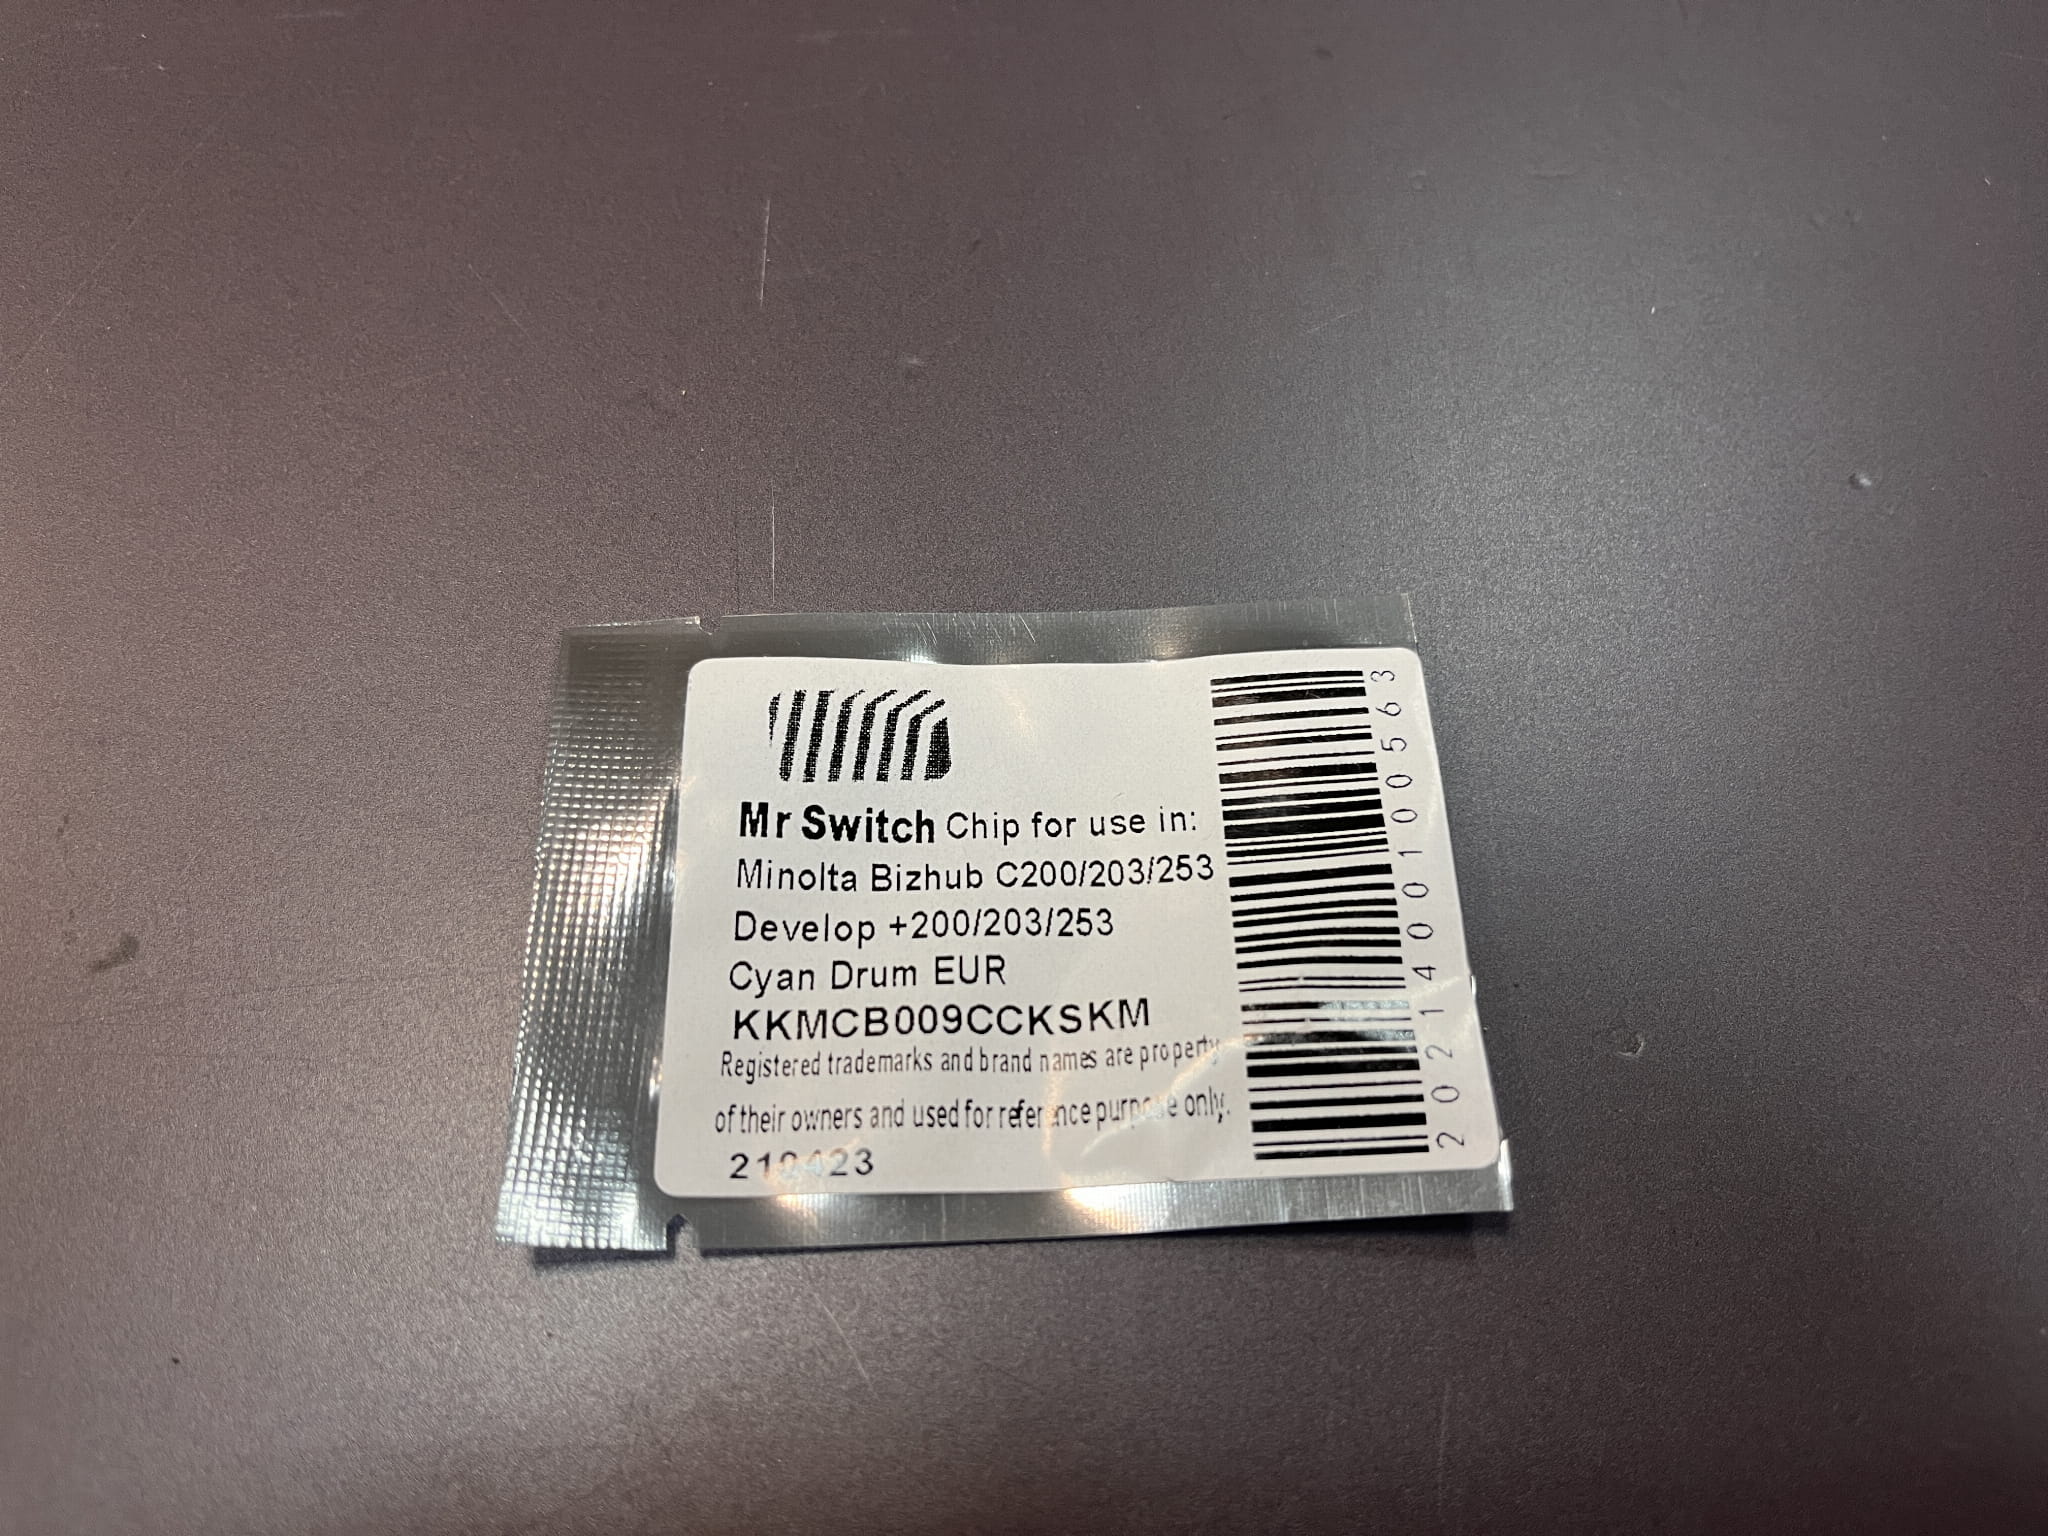 Mr Switch Chip for use in:
Minolta Bizhub C200/203/253
Develop +200/203/253
Cyan Drum EUR
KKMCB009CCKSKM
Registered trademarks and brand names are property
of their owners and used for reference purpose only.
2021400100563